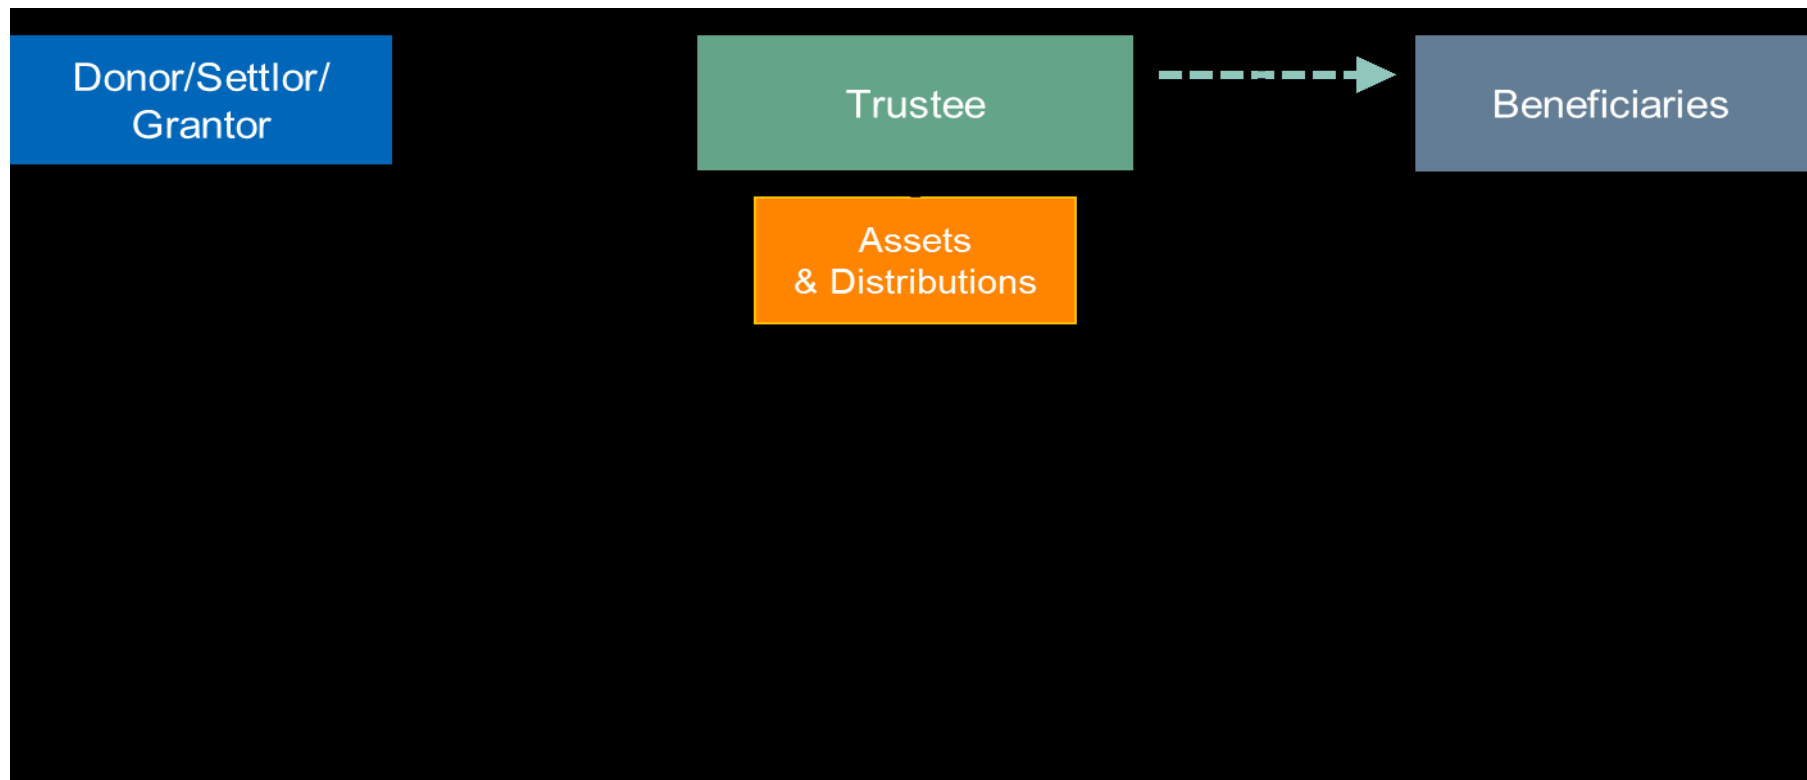 Donor/Settlor/
Grantor
Trustee
Beneficiaries
Assets
& Distributions